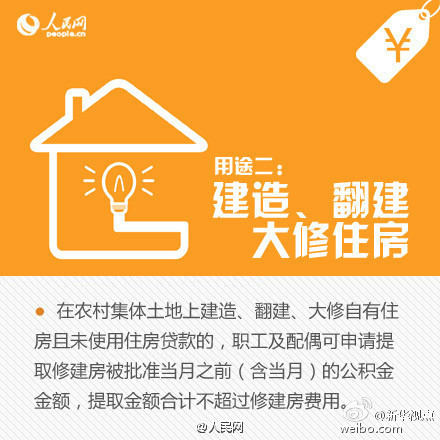 人民网
people.cn
¥
用途二：
建造、翻建
大修住房
● 在农村集体土地上建造、翻建、大修自有住
房且未使用住房贷款的，职工及配偶可申请提
取修建房被批准当月之前（含当月）的公积金
金额，提取金额合计不超过修建房费用。
@新华视点
weibo.com
@人民网